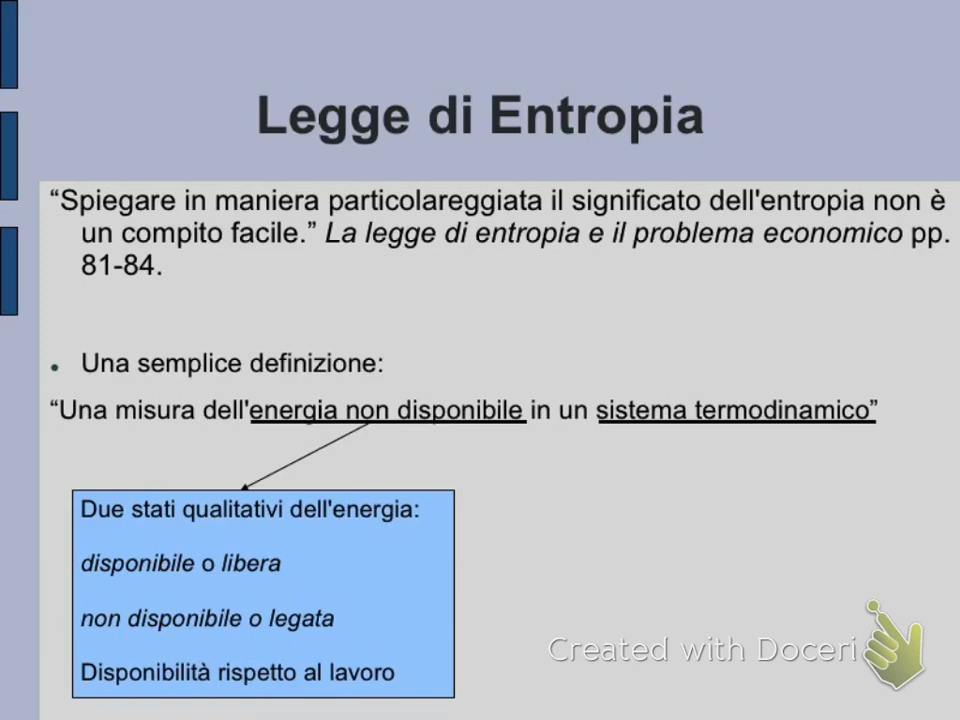 Legge di Entropia
“Spiegare in maniera particolareggiata il significato dell'entropia non è
un compito facile.” La legge di entropia e il problema economico pp.
81-84.
Una semplice definizione:
“Una misura dell'energia non disponibile in un sistema termodinamico”
Due stati qualitativi dell'energia:
disponibile o libera
non disponibile o legata
Disponibilità rispetto al lavoro
Created with Doceri